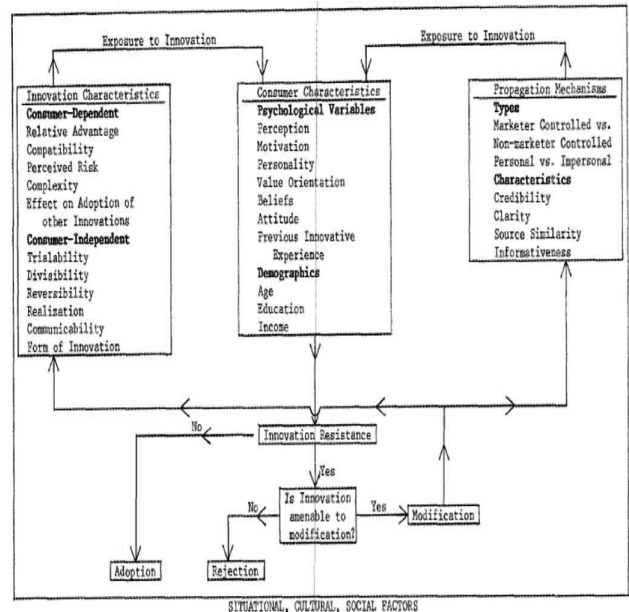 Exposure to Innovation
Exposure to Innovation
Innovation Characteristics
Consumer-Dependent
Relative Advantage
Compatibility
Perceived Risk
Complexity
Effect on Adoption of
other Innovations
Consumer-Independent
Trialability
Divisibility
Reversibility
Realization
Communicability
Form of Innovation
Consumer Characteristics
Psychological Variables
Perception
Motivation
Personality
Value Orientation
Beliefs
Attitude
Previous Innovative
Experience
Demographics
Age
Education
Income
Propagation Mechanisms
Types
Marketer Controlled vs.
Non-marketer Controlled
Personal vs. Impersonal
Characteristics
Credibility
Clarity
Source Similarity
Informativeness
No
Innovation Resistance
Yes
No
Is Innovation
amenable to
modification?
Yes
Modification
Adoption
Rejection
SITUATIONAL, CULTURAL, SOCIAL FACTORS